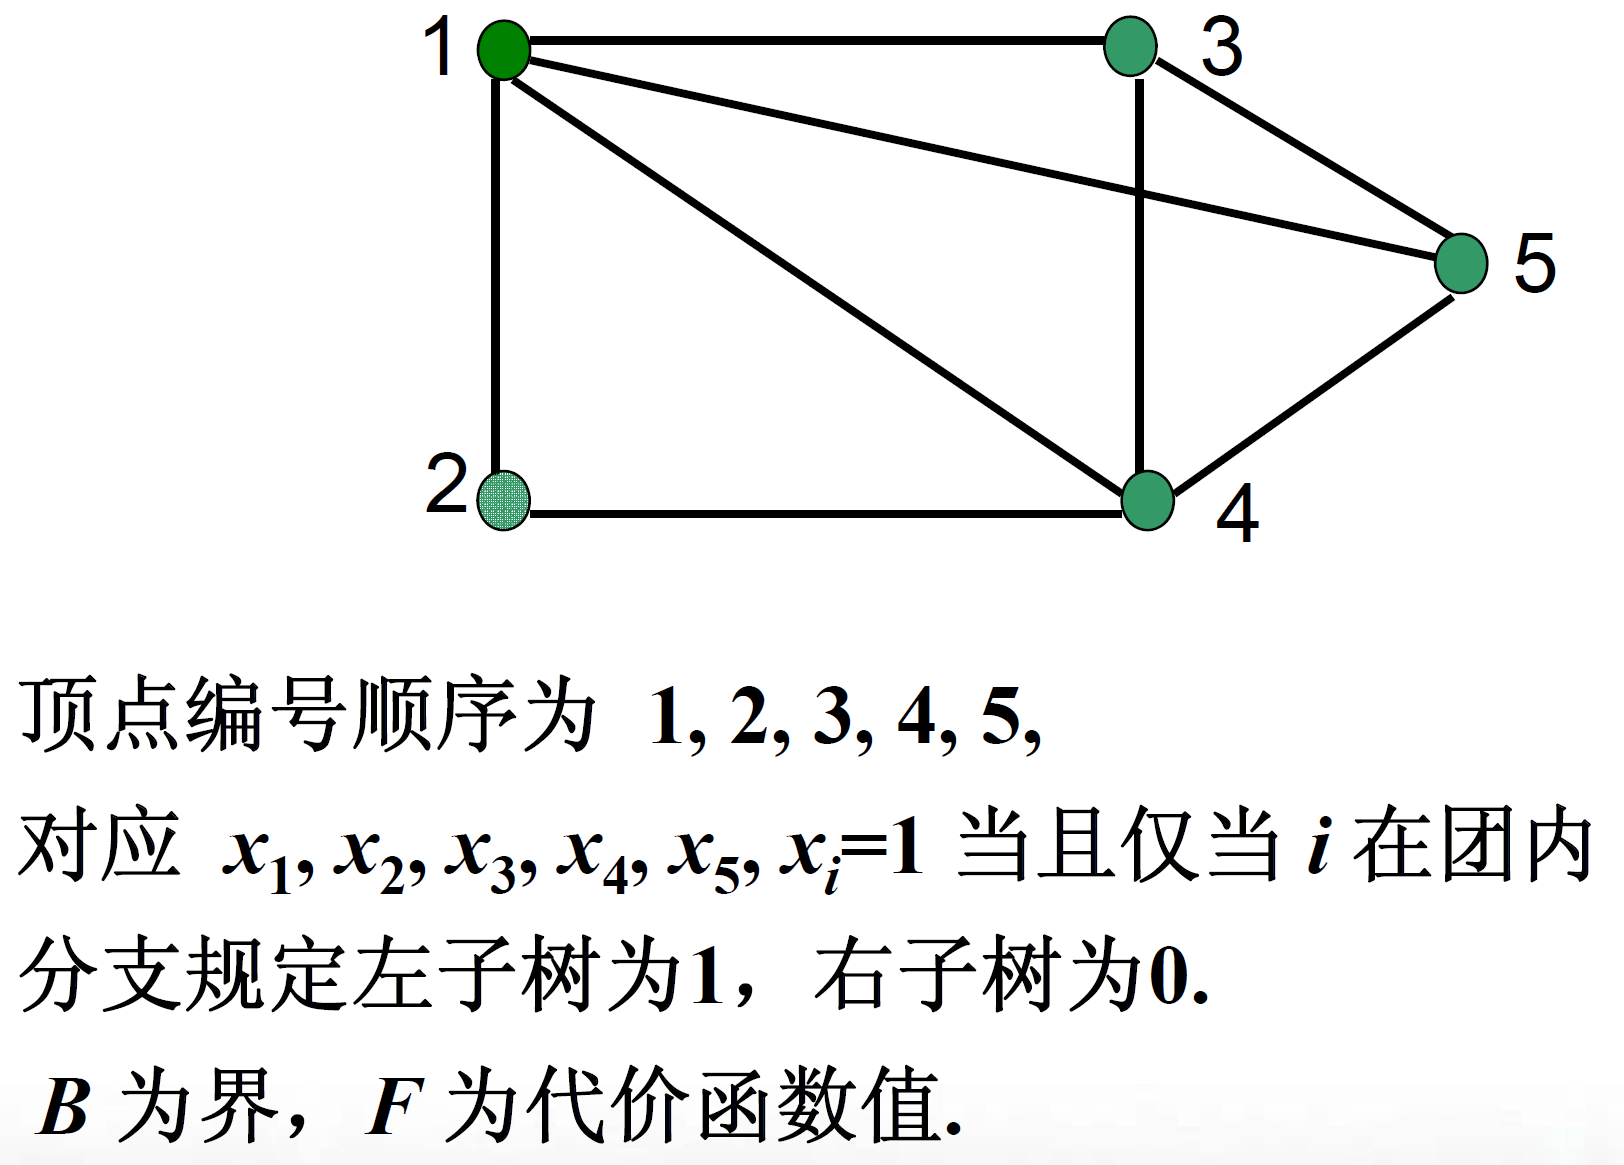 1
3
5
2
4
顶点编号顺序为 1, 2, 3, 4, 5,
对应 x₁, x₂, x₃, x₄, x₅, xᵢ=1 当且仅当 i 在团内
分支规定左子树为1，右子树为0.
B 为界，F 为代价函数值.